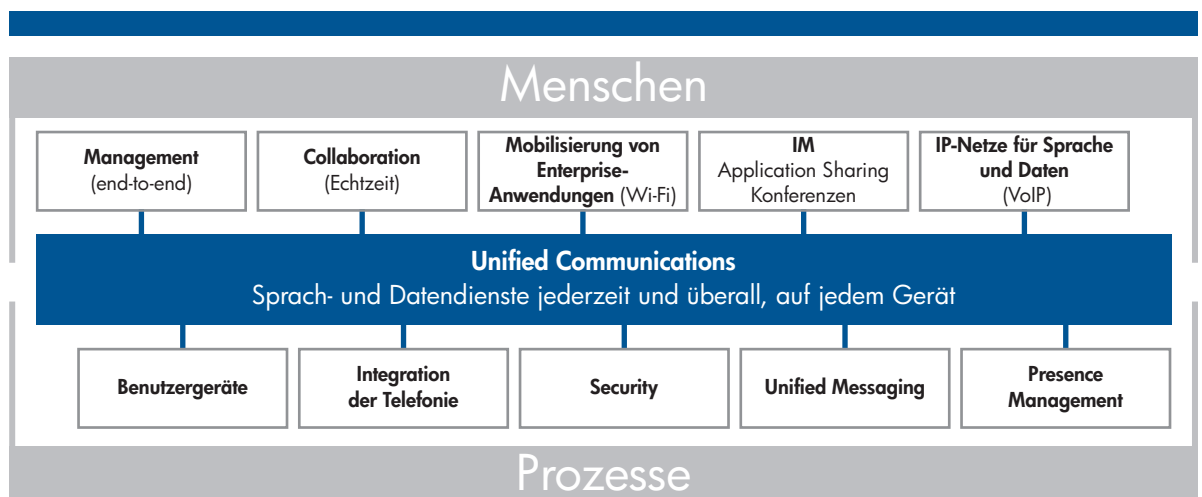 Menschen
Management
(end-to-end)
Collaboration
(Echtzeit)
Mobilisierung von
Enterprise-
Anwendungen (Wi-Fi)
IM
Application Sharing
Konferenzen
IP-Netze für Sprache
und Daten
(VoIP)
Unified Communications
Sprach- und Datendienste jederzeit und überall, auf jedem Gerät
Benutzergeräte
Integration
der Telefonie
Security
Unified Messaging
Presence
Management
Prozesse